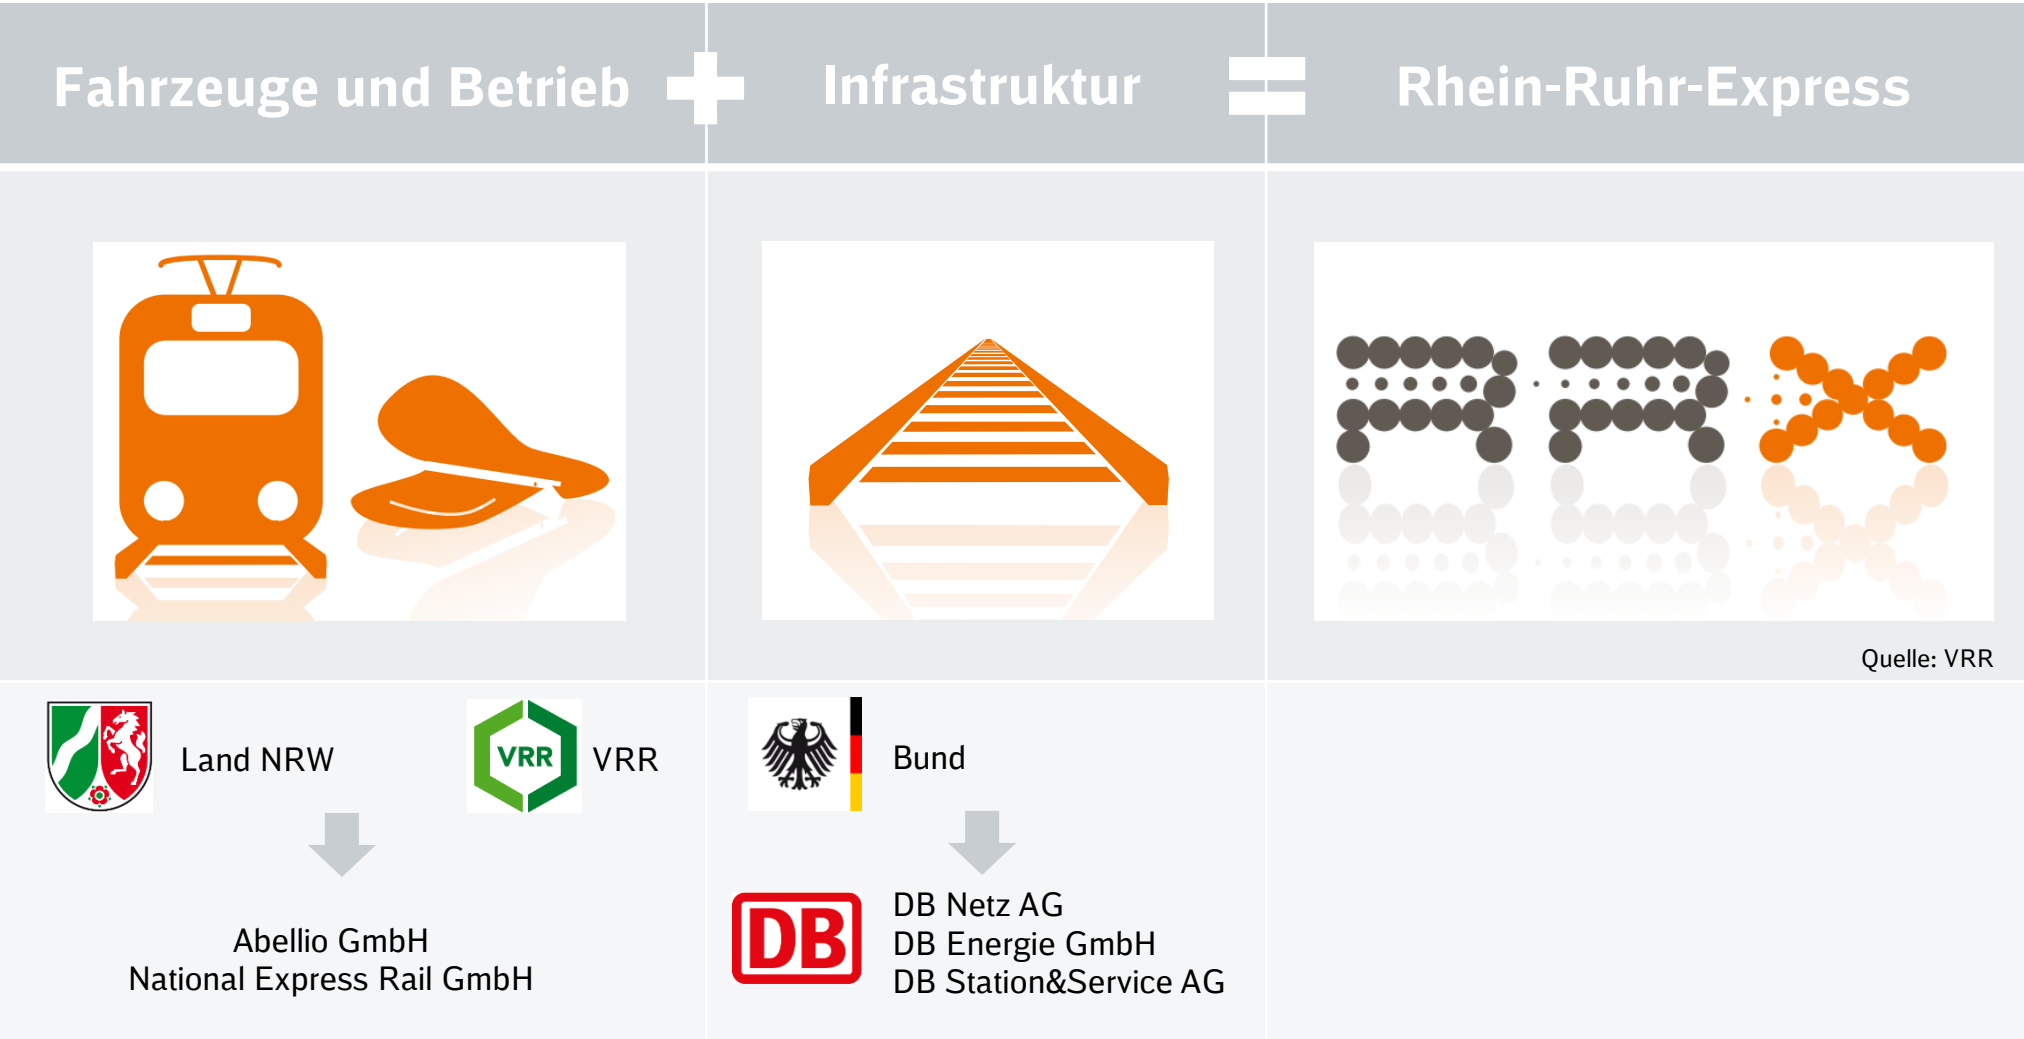 Fahrzeuge und Betrieb
Infrastruktur
Rhein-Ruhr-Express
RRX
Quelle: VRR
Land NRW
VRR
VRR
Bund
Abellio GmbH
National Express Rail GmbH
DB
DB Netz AG
DB Energie GmbH
DB Station&Service AG